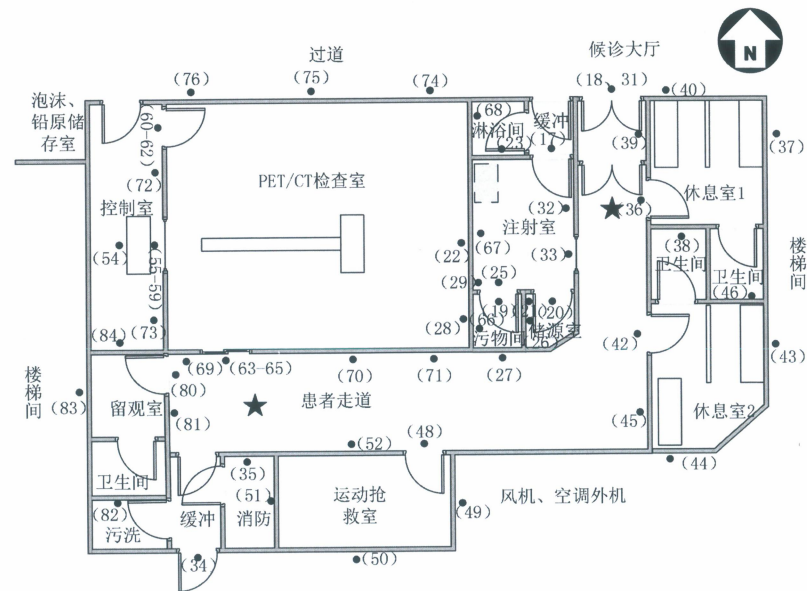 过道
候诊大厅
N
(76)
(75)
(74)
(18、31)
(40)
泡沫、
铅原储
存室
(60-62)
(68)
淋浴间
(23)
缓冲
(17)
(39)
(37)
(72)
PET/CT检查室
休息室1
控制室
(32)
(36)
注射室
(54)
(55-59)
(22)
(67)
(33)
(38)
卫生间
卫生间
(46)
楼梯间
(29)
(25)
(73)
(28)
(66)
(19)
(21)
(20)
污物间
储源室
(26)
(84)
(42)
(43)
楼梯间
(69)
(63-65)
(70)
(71)
(27)
(80)
(83)
留观室
(81)
患者走道
(45)
休息室2
(52)
(48)
(44)
卫生间
(35)
(51)
运动抢
救室
风机、空调外机
(82)
污洗
缓冲
消防
(49)
(34)
(50)